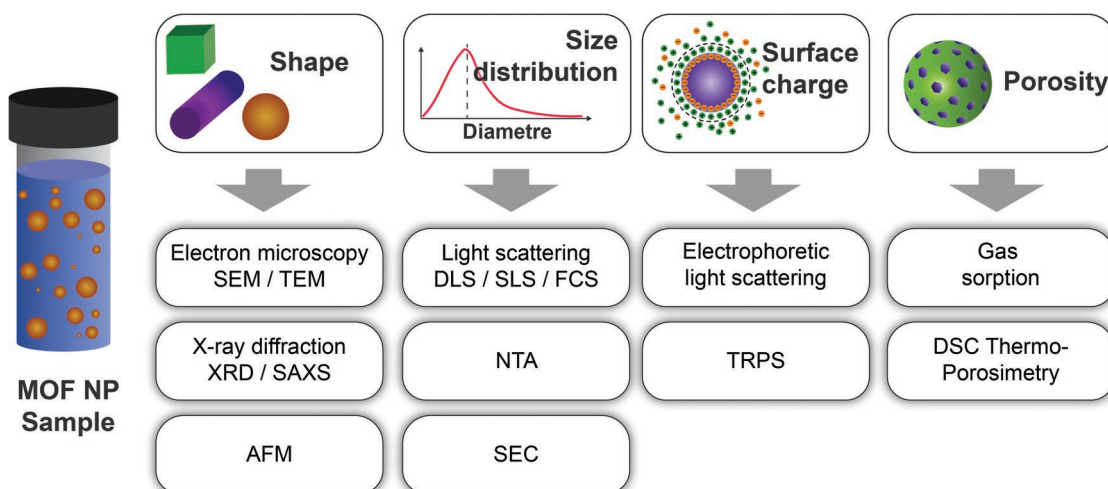 Shape
Size
distribution
Diametre
Surface
charge
Porosity
MOF NP
Sample
Electron microscopy
SEM / TEM
X-ray diffraction
XRD / SAXS
AFM
Light scattering
DLS / SLS / FCS
NTA
SEC
Electrophoretic
light scattering
TRPS
Gas
sorption
DSC Thermo-
Porosimetry